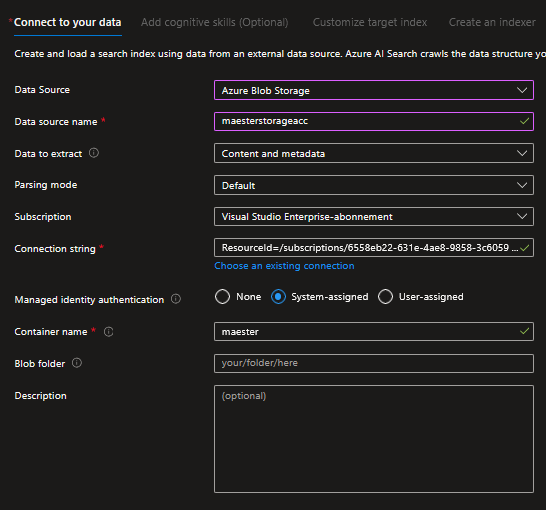 *Connect to your data Add cognitive skills (Optional) Customize target index Create an indexer
Create and load a search index using data from an external data source. Azure AI Search crawls the data structure yo
Data Source Azure Blob Storage
Data source name * maesterstorageacc
Data to extract Content and metadata
Parsing mode Default
Subscription Visual Studio Enterprise-abonnement
Connection string * ResourceId=/subscriptions/6558eb22-631e-4ae8-9858-3c6059 ...
Choose an existing connection
Managed identity authentication None System-assigned User-assigned
Container name * maester
Blob folder your/folder/here
Description (optional)